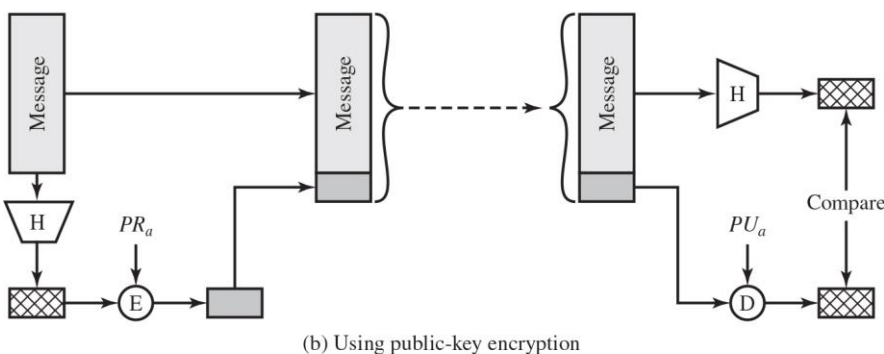 Message
Message
Message
H
H
Compare
PRₐ
PUₐ
E
D
(b) Using public-key encryption